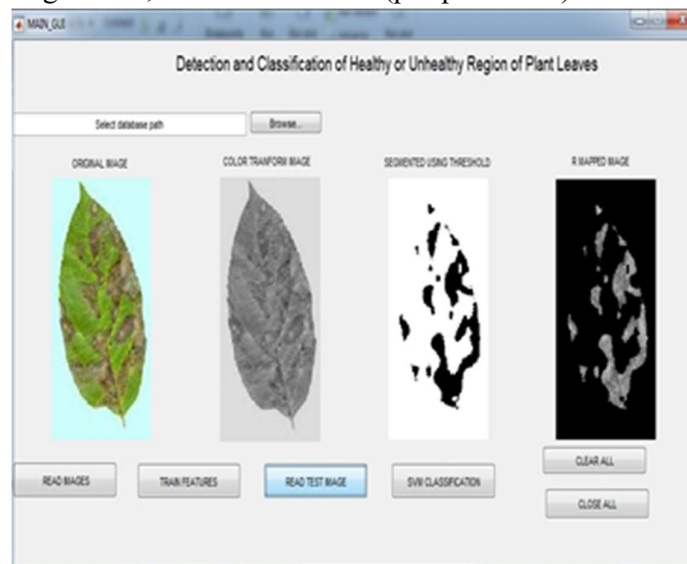 MAIN_GUI
Detection and Classification of Healthy or Unhealthy Region of Plant Leaves
Select database path
Browse...
ORIGINAL IMAGE
COLOR TRANFORM IMAGE
SEGMENTED USING THRESHOLD
R MAPPED IMAGE
READ IMAGES
TRAIN FEATURES
READ TEST IMAGE
SVM CLASSIFICATION
CLEAR ALL
CLOSE ALL